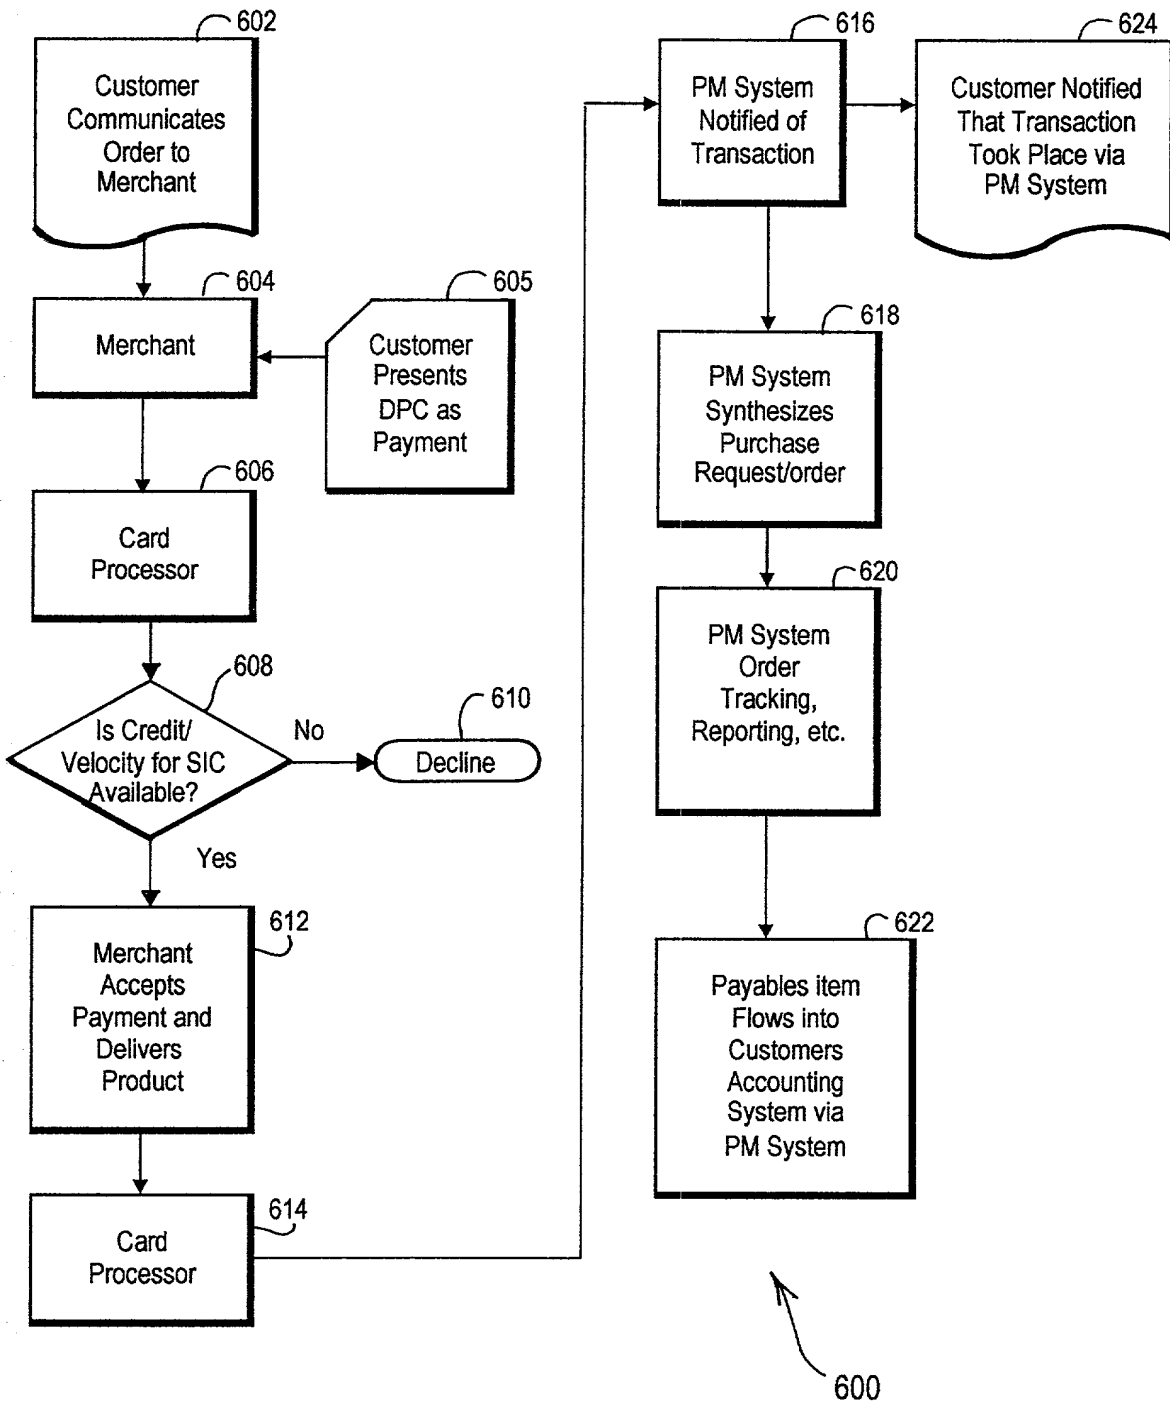 602
Customer
Communicates
Order to
Merchant
604
Merchant
605
Customer
Presents
DPC as
Payment
606
Card
Processor
608
Is Credit/
Velocity for SIC
Available?
No
610
Decline
Yes
612
Merchant
Accepts
Payment and
Delivers
Product
614
Card
Processor
616
PM System
Notified of
Transaction
624
Customer Notified
That Transaction
Took Place via
PM System
618
PM System
Synthesizes
Purchase
Request/order
620
PM System
Order
Tracking,
Reporting, etc.
622
Payables item
Flows into
Customers
Accounting
System via
PM System
600